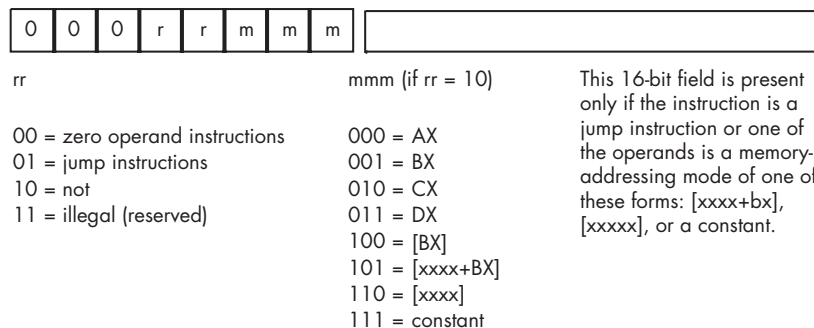 0 0 0 r r m m m
rr
00 = zero operand instructions
01 = jump instructions
10 = not
11 = illegal (reserved)
mmm (if rr = 10)
000 = AX
001 = BX
010 = CX
011 = DX
100 = [BX]
101 = [xxxx+BX]
110 = [xxxx]
111 = constant
This 16-bit field is present
only if the instruction is a
jump instruction or one of
the operands is a memory-
addressing mode of one of
these forms: [xxxx+bx],
[xxxxx], or a constant.